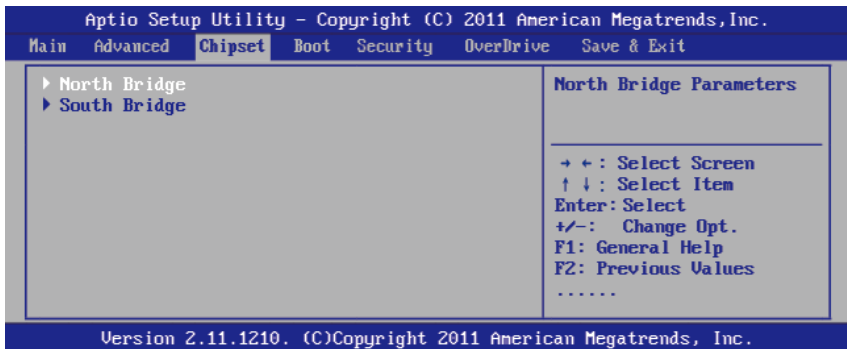 Aptio Setup Utility - Copyright (C) 2011 American Megatrends,Inc.
Main Advanced Chipset Boot Security OverDrive Save & Exit
▶ North Bridge
▶ South Bridge
North Bridge Parameters
→ ←: Select Screen
↑ ↓: Select Item
Enter: Select
+/-: Change Opt.
F1: General Help
F2: Previous Values
......
Version 2.11.1210. (C)Copyright 2011 American Megatrends, Inc.